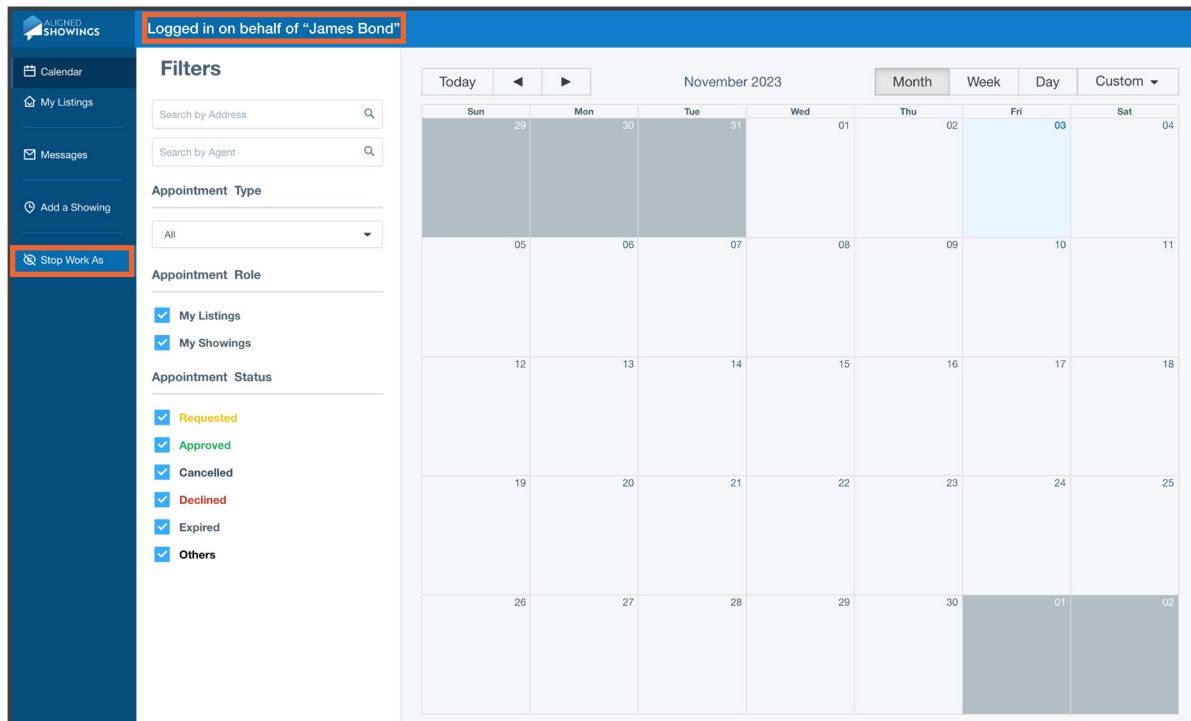 ALIGNED
SHOWINGS
Logged in on behalf of “James Bond”
Calendar
My Listings
Messages
Add a Showing
Stop Work As
Filters
Search by Address
Search by Agent
Appointment Type
All
Appointment Role
My Listings
My Showings
Appointment Status
Requested
Approved
Cancelled
Declined
Expired
Others
Today November 2023 Month Week Day Custom
Sun Mon Tue Wed Thu Fri Sat
29 30 31 01 02 03 04
05 06 07 08 09 10 11
12 13 14 15 16 17 18
19 20 21 22 23 24 25
26 27 28 29 30 01 02